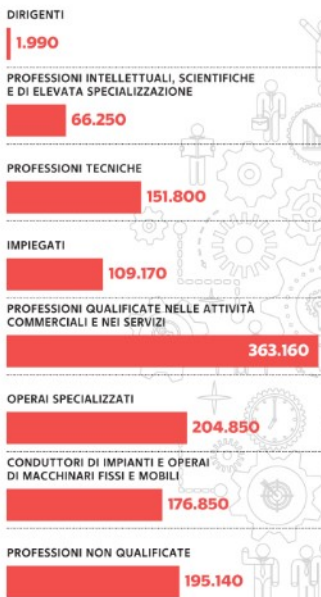 DIRIGENTI
1.990
PROFESSIONI INTELLETTUALI, SCIENTIFICHE
E DI ELEVATA SPECIALIZZAZIONE
66.250
PROFESSIONI TECNICHE
151.800
IMPIEGATI
109.170
PROFESSIONI QUALIFICATE NELLE ATTIVITÀ
COMMERCIALI E NEI SERVIZI
363.160
OPERAI SPECIALIZZATI
204.850
CONDUTTORI DI IMPIANTI E OPERAI
DI MACCHINARI FISSI E MOBILI
176.850
PROFESSIONI NON QUALIFICATE
195.140